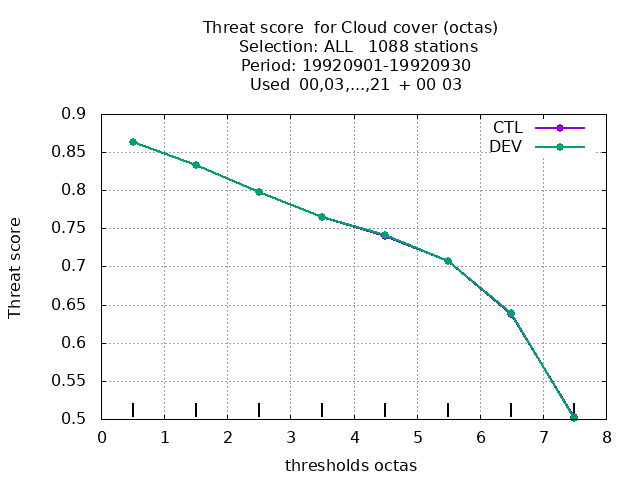 Threat score  for Cloud cover (octas)
Selection: ALL   1088 stations
Period: 19920901-19920930
Used  00,03,...,21  + 00 03
CTL
DEV
0.9
0.85
0.8
0.75
0.7
0.65
0.6
0.55
0.5
Threat score
0 1 2 3 4 5 6 7 8
thresholds octas